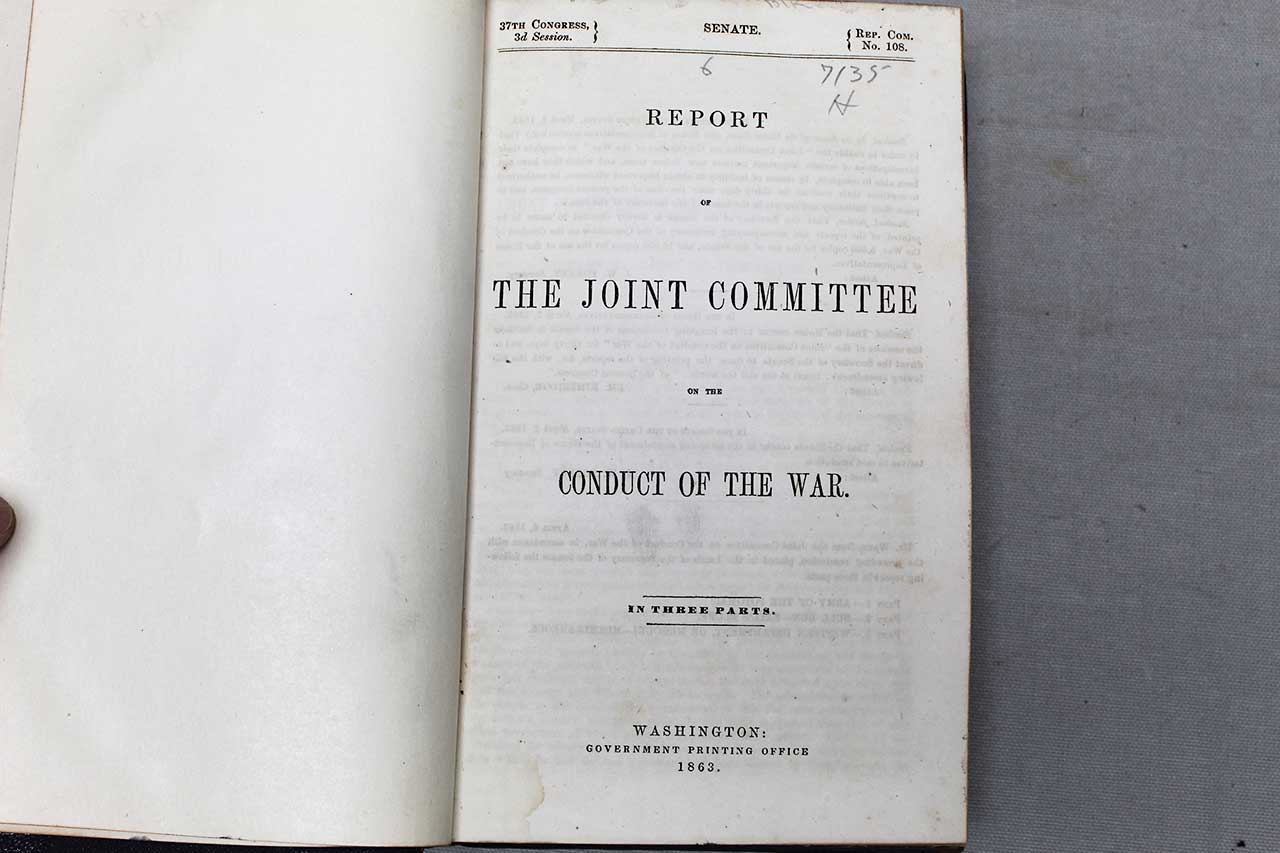 37TH CONGRESS,
3d Session.
SENATE.
REP. COM.
No. 108.
6
7135
H
REPORT
OF
THE JOINT COMMITTEE
ON THE
CONDUCT OF THE WAR.
IN THREE PARTS.
WASHINGTON:
GOVERNMENT PRINTING OFFICE
1863.